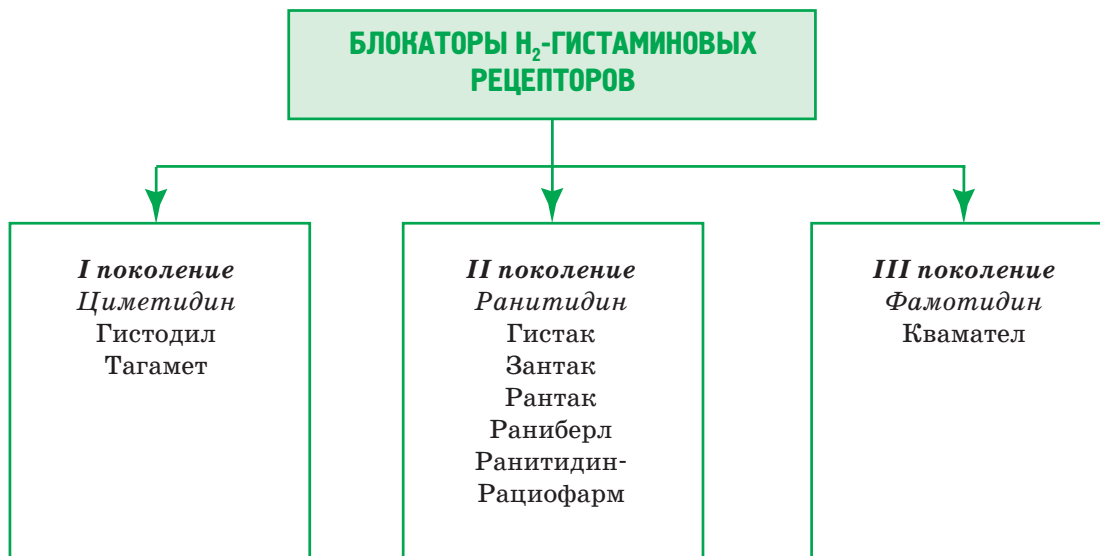 БЛОКАТОРЫ H₂-ГИСТАМИНОВЫХ
РЕЦЕПТОРОВ
I поколение
Циметидин
Гистодил
Тагамет
II поколение
Ранитидин
Гистак
Зантак
Рантак
Раниберл
Ранитидин-
Рациофарм
III поколение
Фамотидин
Квамател